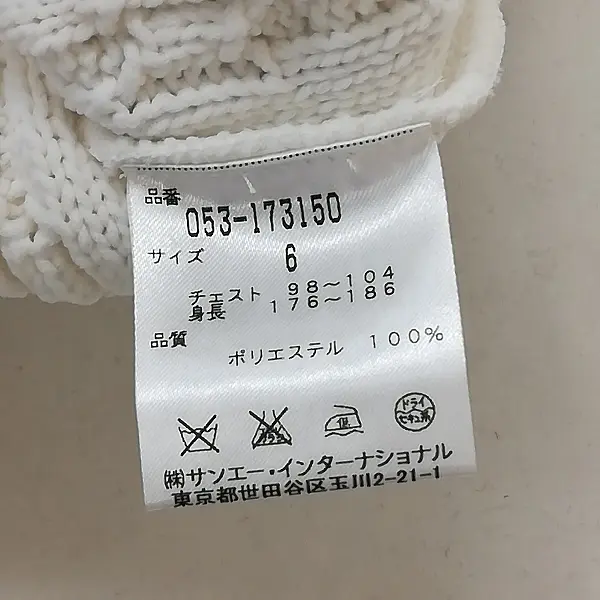 品番
053-173150
サイズ 6
チェスト 98～104
身長 176～186
品質
ポリエステル 100%
低 ドライ
セキユ系
㈱サンエー・インターナショナル
東京都世田谷区玉川2-21-1